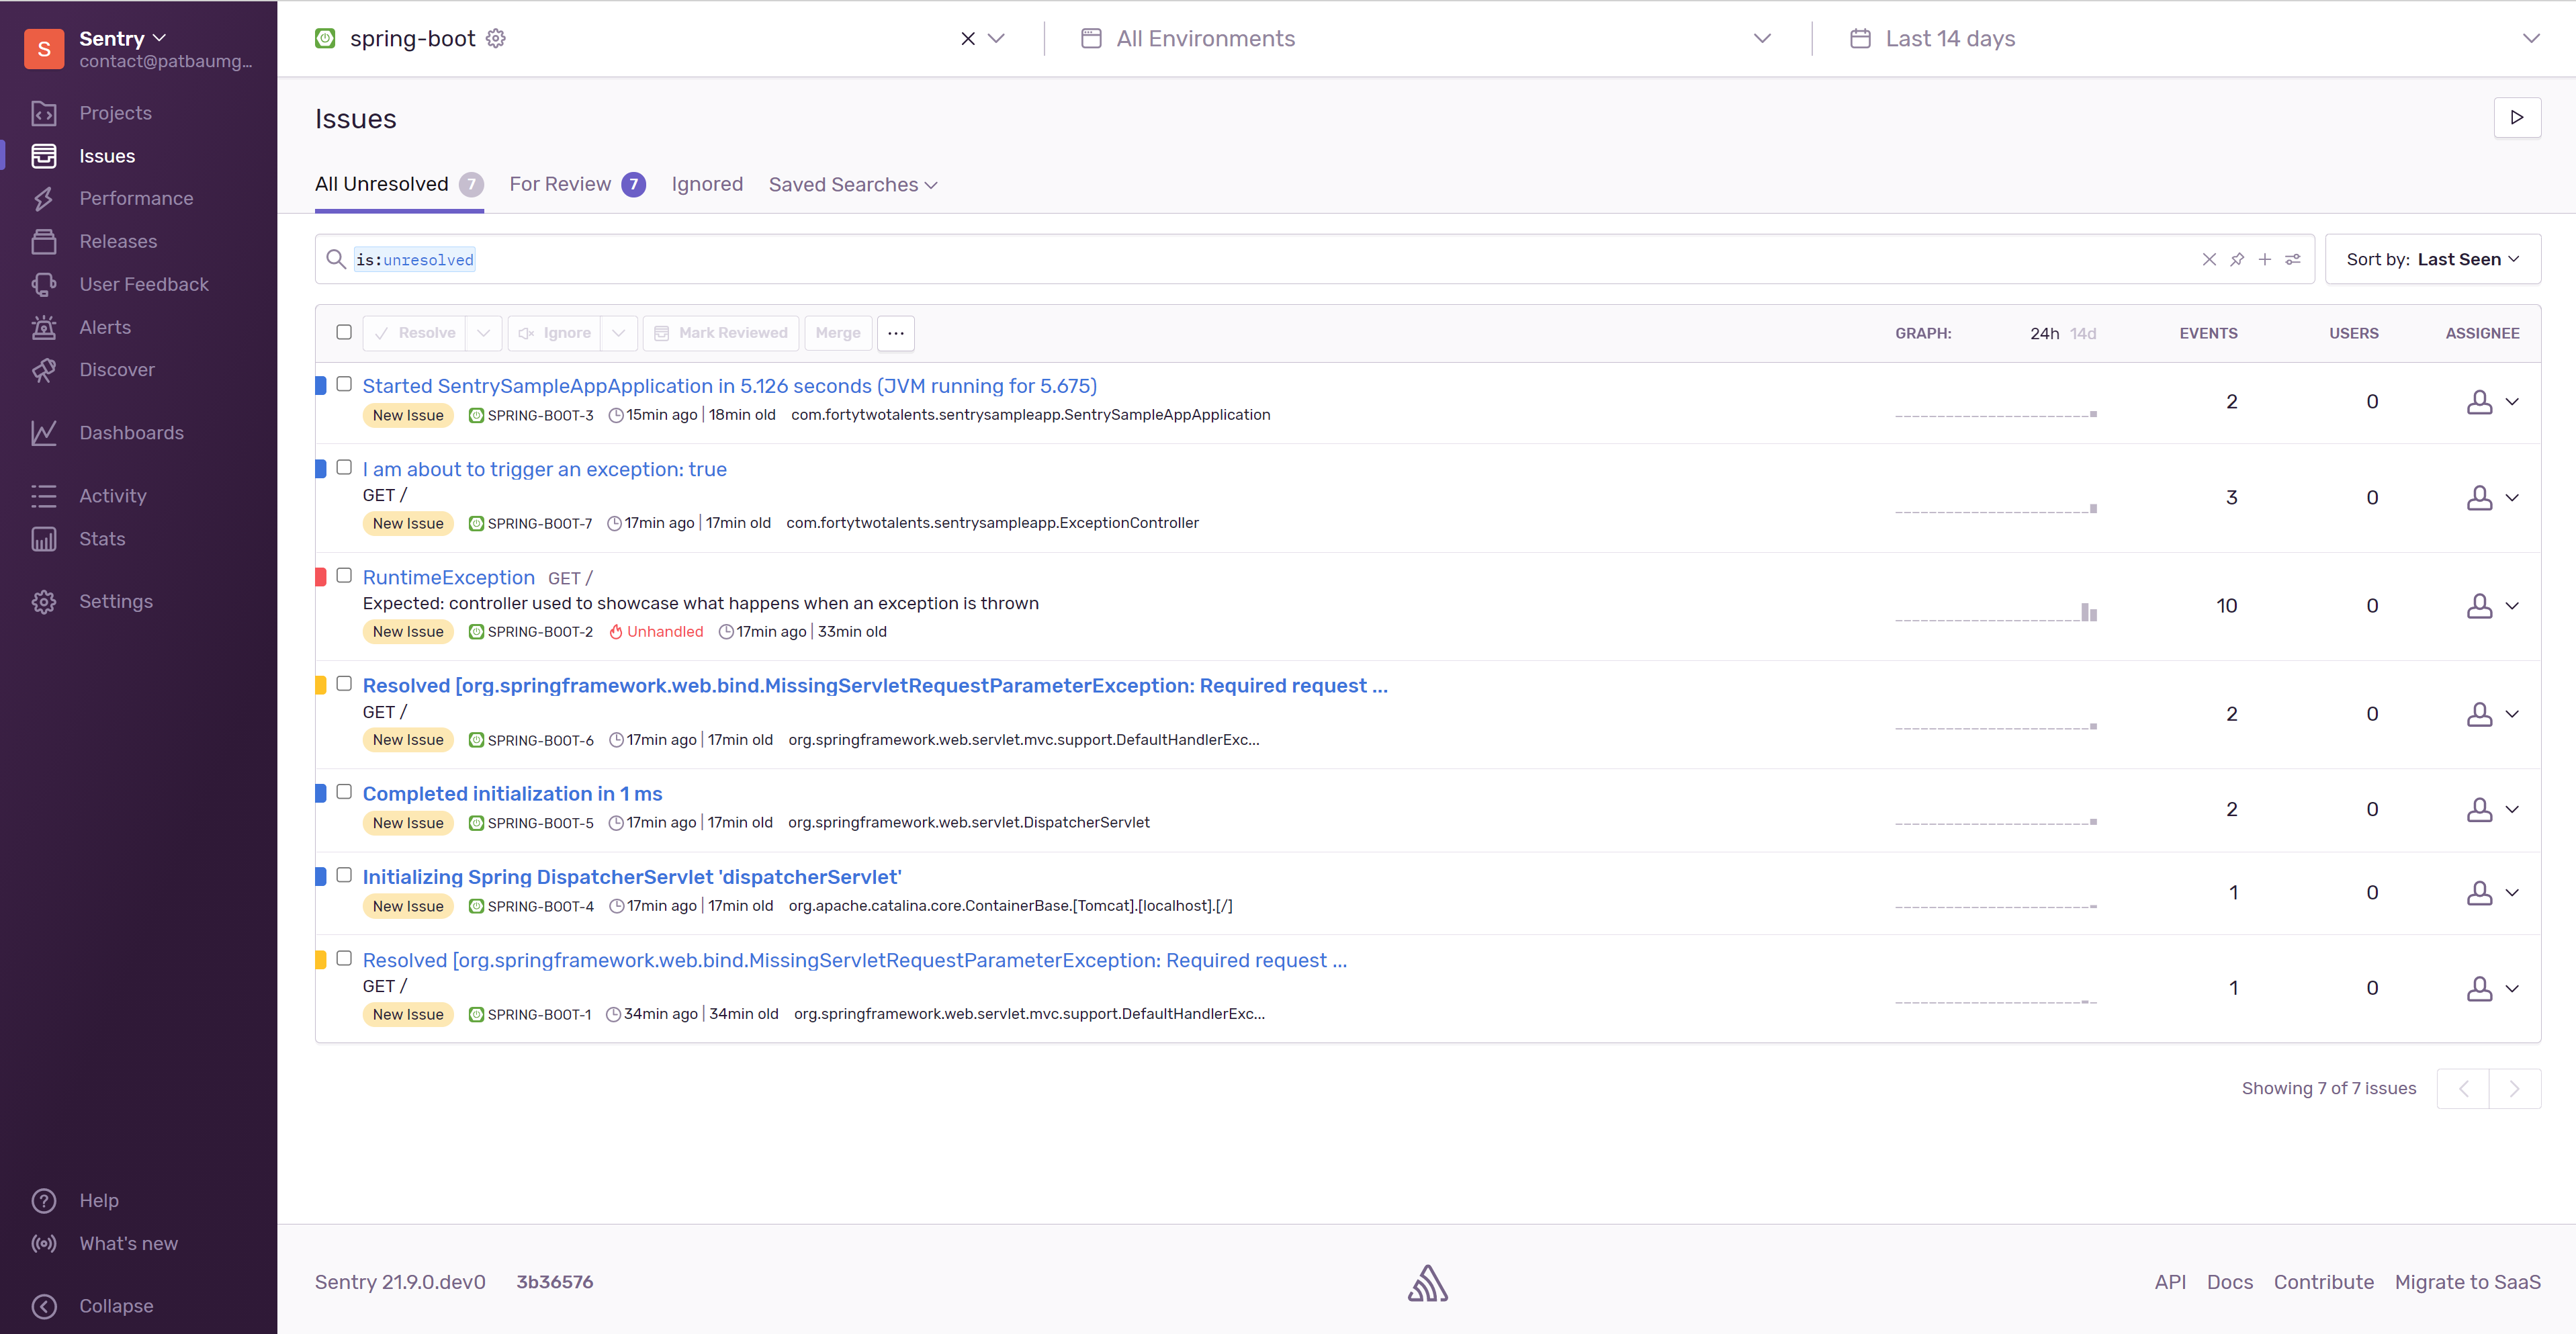 S
Sentry
contact@patbaumg...
Projects
Issues
Performance
Releases
User Feedback
Alerts
Discover
Dashboards
Activity
Stats
Settings
Help
What's new
Collapse
spring-boot
All Environments
Last 14 days
Issues
All Unresolved 7 For Review 7 Ignored Saved Searches
is:unresolved
Sort by: Last Seen
Resolve Ignore Mark Reviewed Merge ... GRAPH: 24h 14d EVENTS USERS ASSIGNEE
Started SentrySampleAppApplication in 5.126 seconds (JVM running for 5.675)
New Issue SPRING-BOOT-3 15min ago | 18min old com.fortytwotalents.sentrysampleapp.SentrySampleAppApplication
2 0
I am about to trigger an exception: true
GET /
New Issue SPRING-BOOT-7 17min ago | 17min old com.fortytwotalents.sentrysampleapp.ExceptionController
3 0
RuntimeException GET /
Expected: controller used to showcase what happens when an exception is thrown
New Issue SPRING-BOOT-2 Unhandled 17min ago | 33min old
10 0
Resolved [org.springframework.web.bind.MissingServletRequestParameterException: Required request ...
GET /
New Issue SPRING-BOOT-6 17min ago | 17min old org.springframework.web.servlet.mvc.support.DefaultHandlerExc...
2 0
Completed initialization in 1 ms
New Issue SPRING-BOOT-5 17min ago | 17min old org.springframework.web.servlet.DispatcherServlet
2 0
Initializing Spring DispatcherServlet 'dispatcherServlet'
New Issue SPRING-BOOT-4 17min ago | 17min old org.apache.catalina.core.ContainerBase.[Tomcat].[localhost].[/]
1 0
Resolved [org.springframework.web.bind.MissingServletRequestParameterException: Required request ...
GET /
New Issue SPRING-BOOT-1 34min ago | 34min old org.springframework.web.servlet.mvc.support.DefaultHandlerExc...
1 0
Showing 7 of 7 issues
Sentry 21.9.0.dev0 3b36576
API Docs Contribute Migrate to SaaS